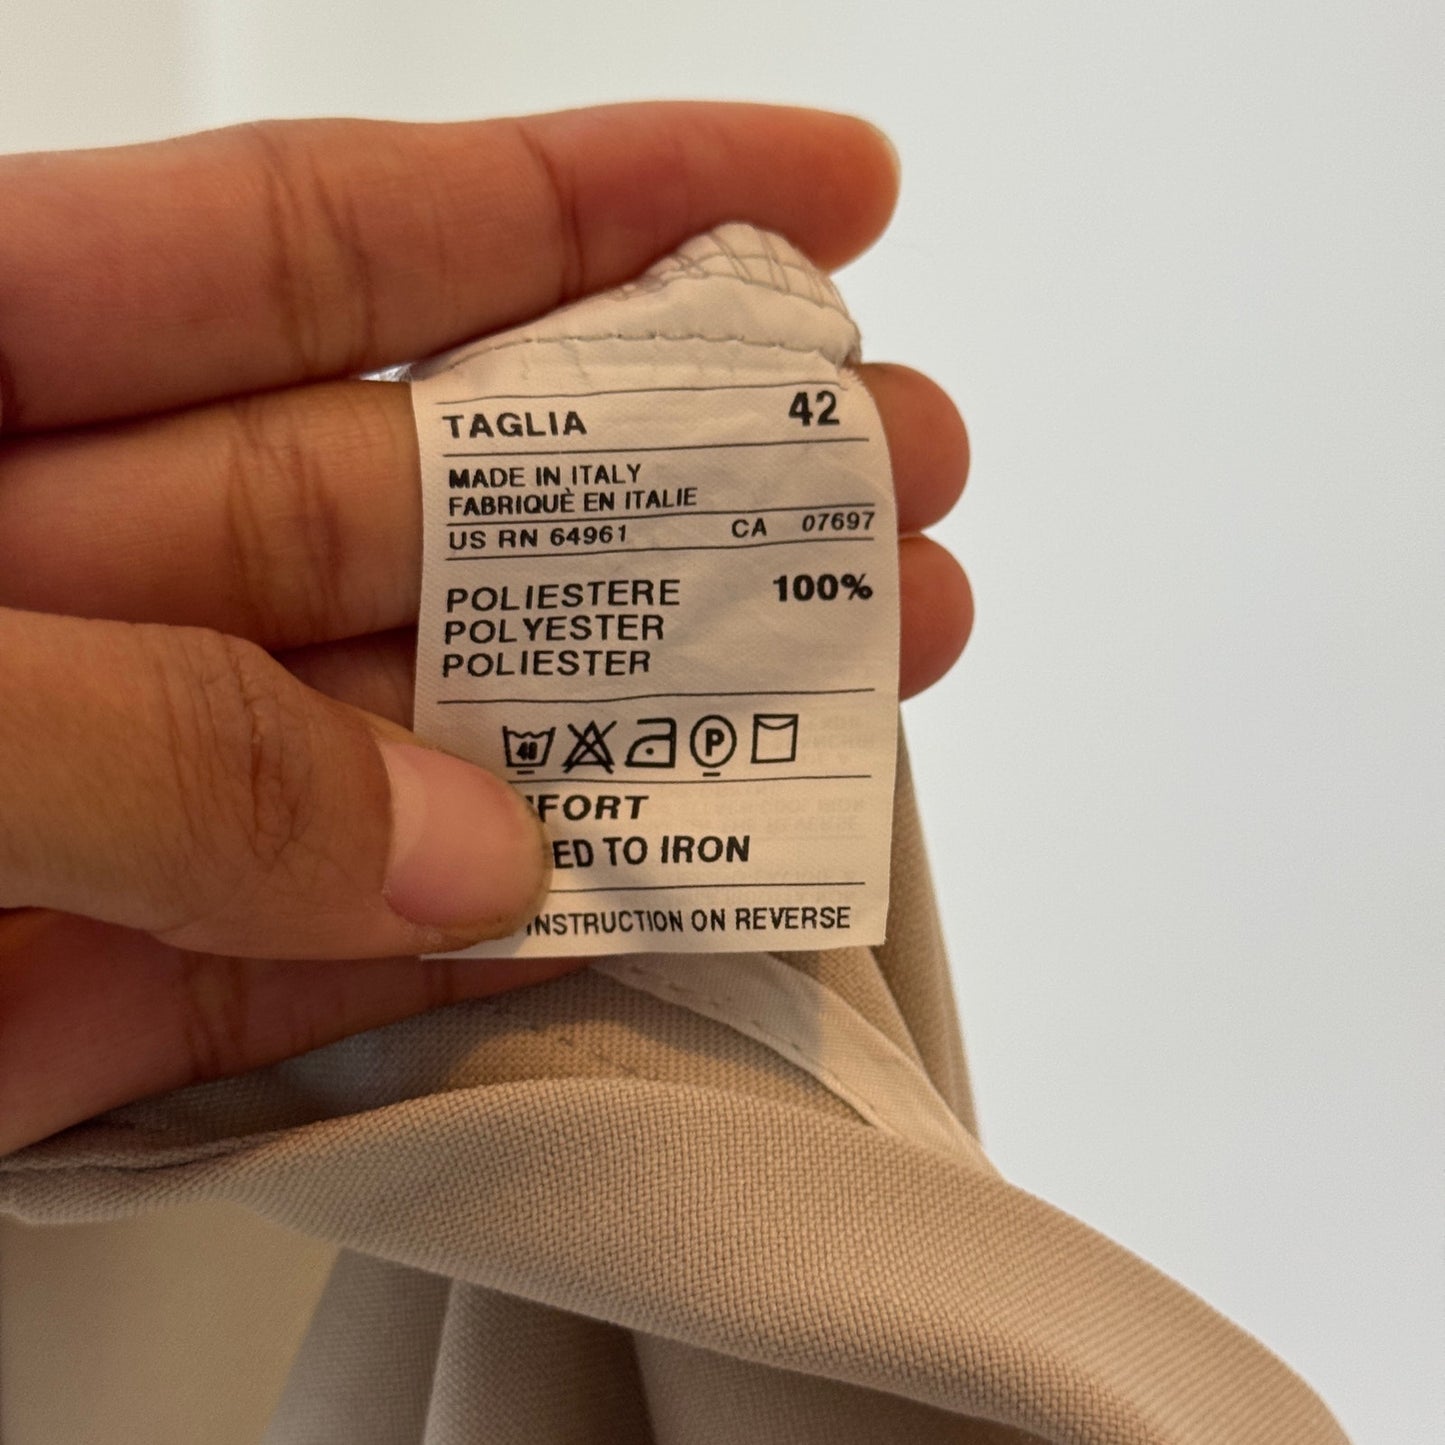 TAGLIA 42
MADE IN ITALY
FABRIQUÈ EN ITALIE
US RN 64961 CA 07697
POLIESTERE 100%
POLYESTER
POLIESTER
40 P
FORT
ED TO IRON
INSTRUCTION ON REVERSE